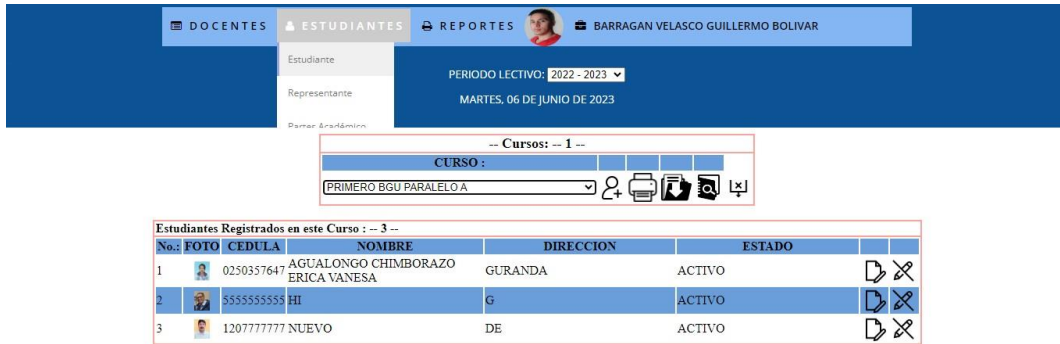 DOCENTES ESTUDIANTES REPORTES BARRAGAN VELASCO GUILLERMO BOLIVAR
Estudiante
PERIODO LECTIVO: 2022 - 2023
Representante
MARTES, 06 DE JUNIO DE 2023
Parter Académico
-- Cursos: -- 1 --
CURSO :
PRIMERO BGU PARALELO A
Estudiantes Registrados en este Curso : -- 3 --
No.: FOTO CEDULA NOMBRE DIRECCION ESTADO
1 0250357647 AGUALONGO CHIMBORAZO ERICA VANESA GURANDA ACTIVO
2 5555555555 HI G ACTIVO
3 1207777777 NUEVO DE ACTIVO